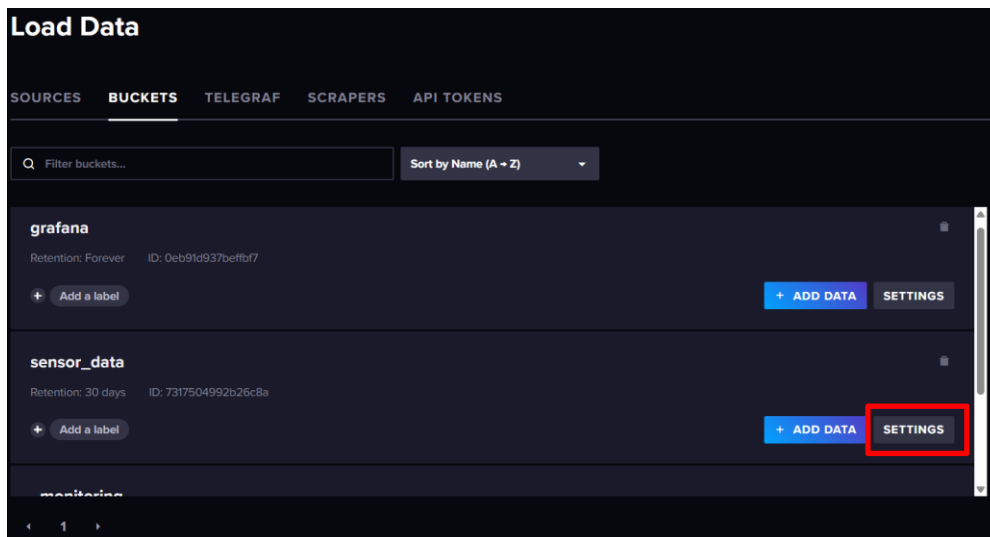 Load Data
SOURCES BUCKETS TELEGRAF SCRAPERS API TOKENS
Filter buckets... Sort by Name (A → Z)
grafana
Retention: Forever ID: 0eb91d937beffbf7
+ Add a label + ADD DATA SETTINGS
sensor_data
Retention: 30 days ID: 7317504992b26c8a
+ Add a label + ADD DATA SETTINGS
_monitoring
1